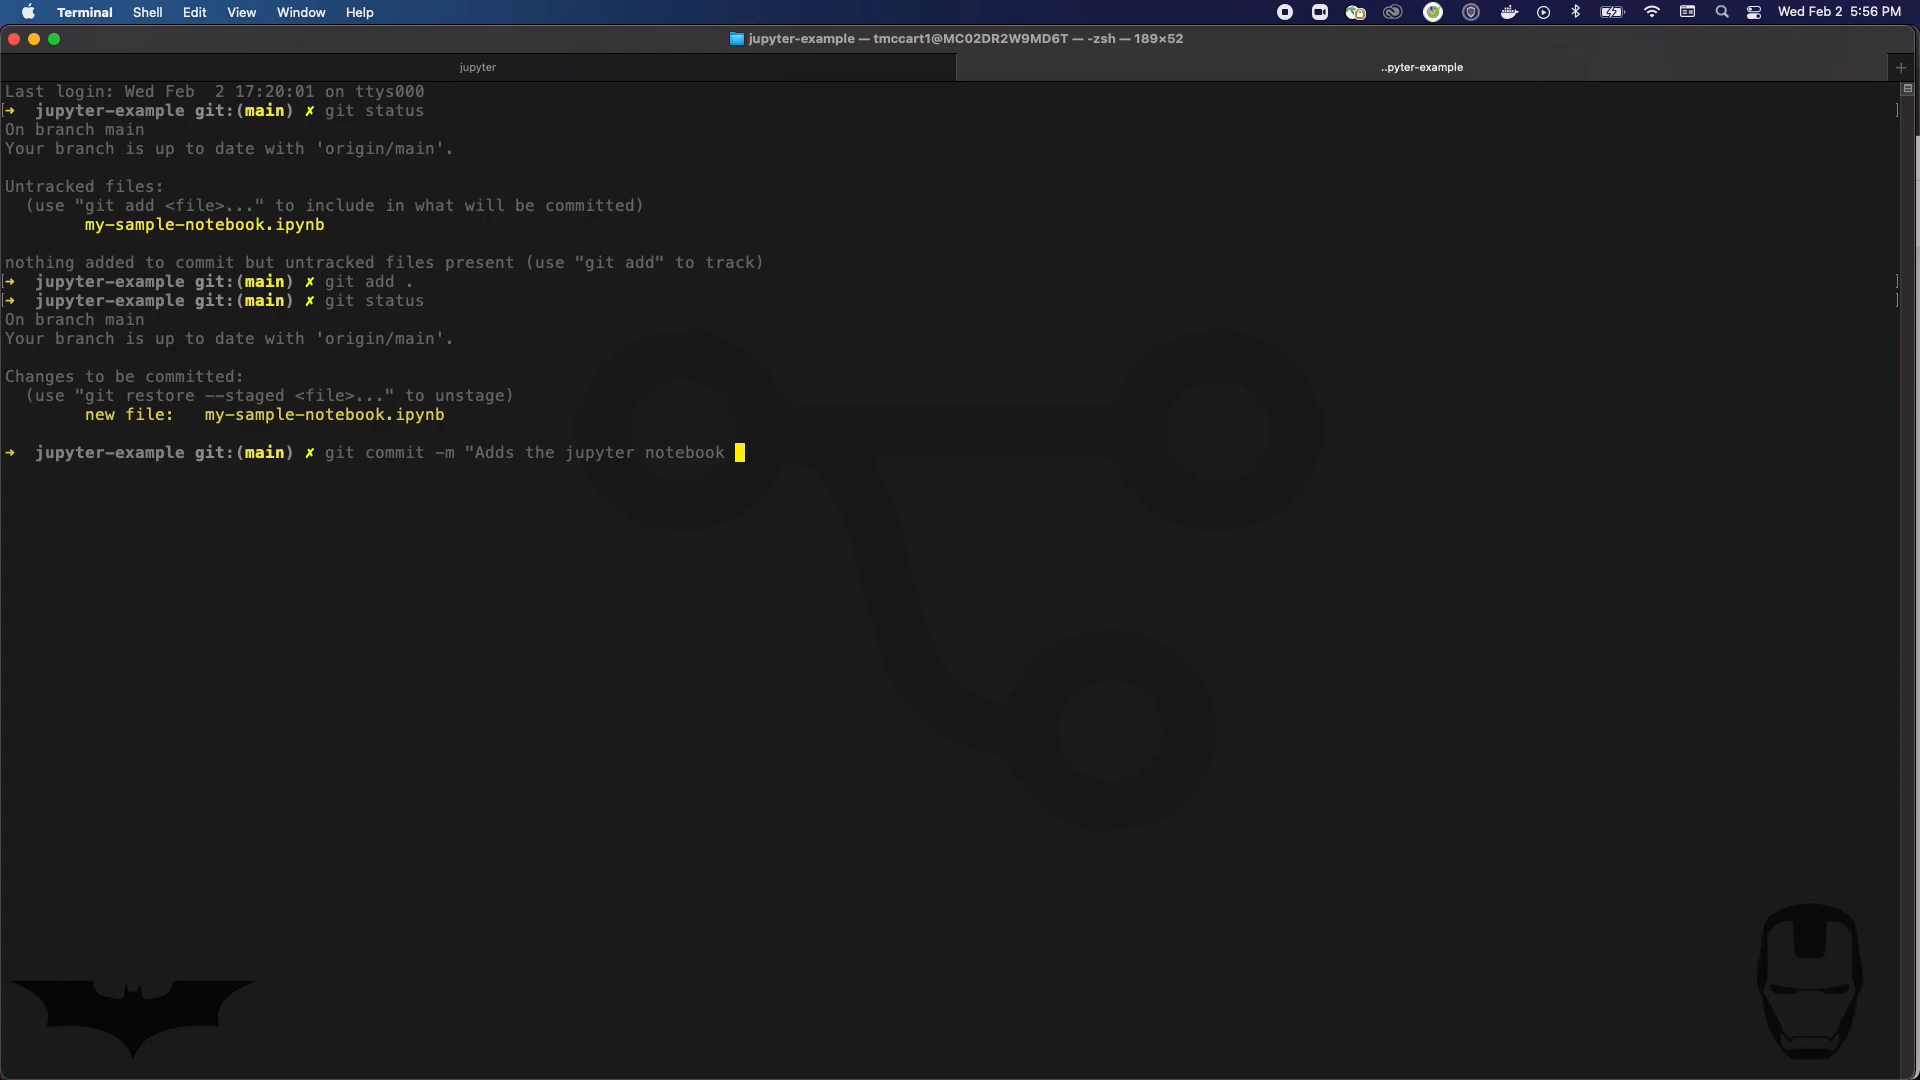 Terminal Shell Edit View Window Help Wed Feb 2 5:56 PM
jupyter-example — tmccart1@MC02DR2W9MD6T — -zsh — 189×52
jupyter ..pyter-example +
Last login: Wed Feb  2 17:20:01 on ttys000
[➜  jupyter-example git:(main) ✗ git status ]
On branch main
Your branch is up to date with 'origin/main'.
Untracked files:
  (use "git add <file>..." to include in what will be committed)
        my-sample-notebook.ipynb
nothing added to commit but untracked files present (use "git add" to track)
[➜  jupyter-example git:(main) ✗ git add . ]
[➜  jupyter-example git:(main) ✗ git status ]
On branch main
Your branch is up to date with 'origin/main'.
Changes to be committed:
  (use "git restore --staged <file>..." to unstage)
        new file:   my-sample-notebook.ipynb
➜  jupyter-example git:(main) ✗ git commit -m "Adds the jupyter notebook